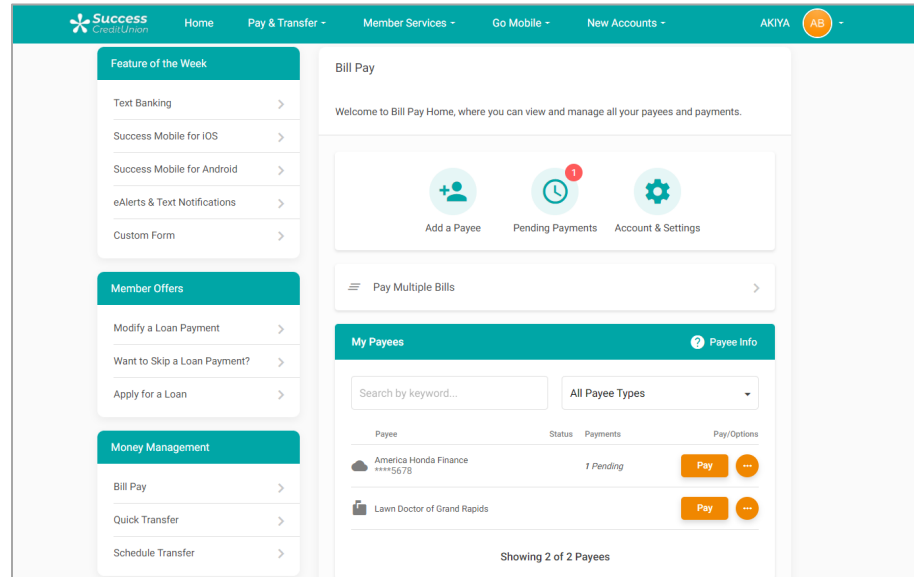 Success
CreditUnion
Home
Pay & Transfer
Member Services
Go Mobile
New Accounts
AKIYA
AB
Feature of the Week
Text Banking
Success Mobile for iOS
Success Mobile for Android
eAlerts & Text Notifications
Custom Form
Member Offers
Modify a Loan Payment
Want to Skip a Loan Payment?
Apply for a Loan
Money Management
Bill Pay
Quick Transfer
Schedule Transfer
Bill Pay
Welcome to Bill Pay Home, where you can view and manage all your payees and payments.
1
Add a Payee
Pending Payments
Account & Settings
Pay Multiple Bills
My Payees
? Payee Info
Search by keyword...
All Payee Types
Payee Status Payments Pay/Options
America Honda Finance
****5678
1 Pending
Pay
Lawn Doctor of Grand Rapids
Pay
Showing 2 of 2 Payees